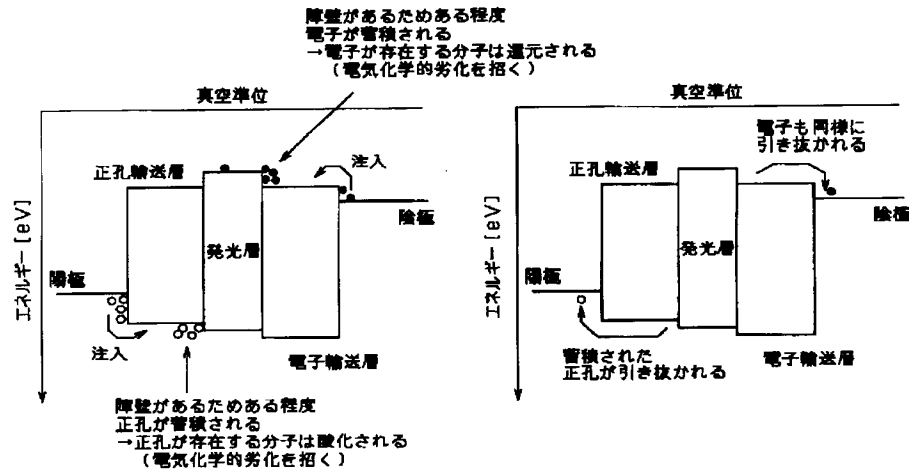 障壁があるためある程度
電子が蓄積される
→電子が存在する分子は還元される
(電気化学的劣化を招く)
真空準位
エネルギー[eV]
正孔輸送層
注入
陰極
発光層
陽極
注入
電子輸送層
障壁があるためある程度
正孔が蓄積される
→正孔が存在する分子は酸化される
(電気化学的劣化を招く)
真空準位
電子も同様に
引き抜かれる
エネルギー[eV]
正孔輸送層
陰極
発光層
陽極
蓄積された
正孔が引き抜かれる
電子輸送層